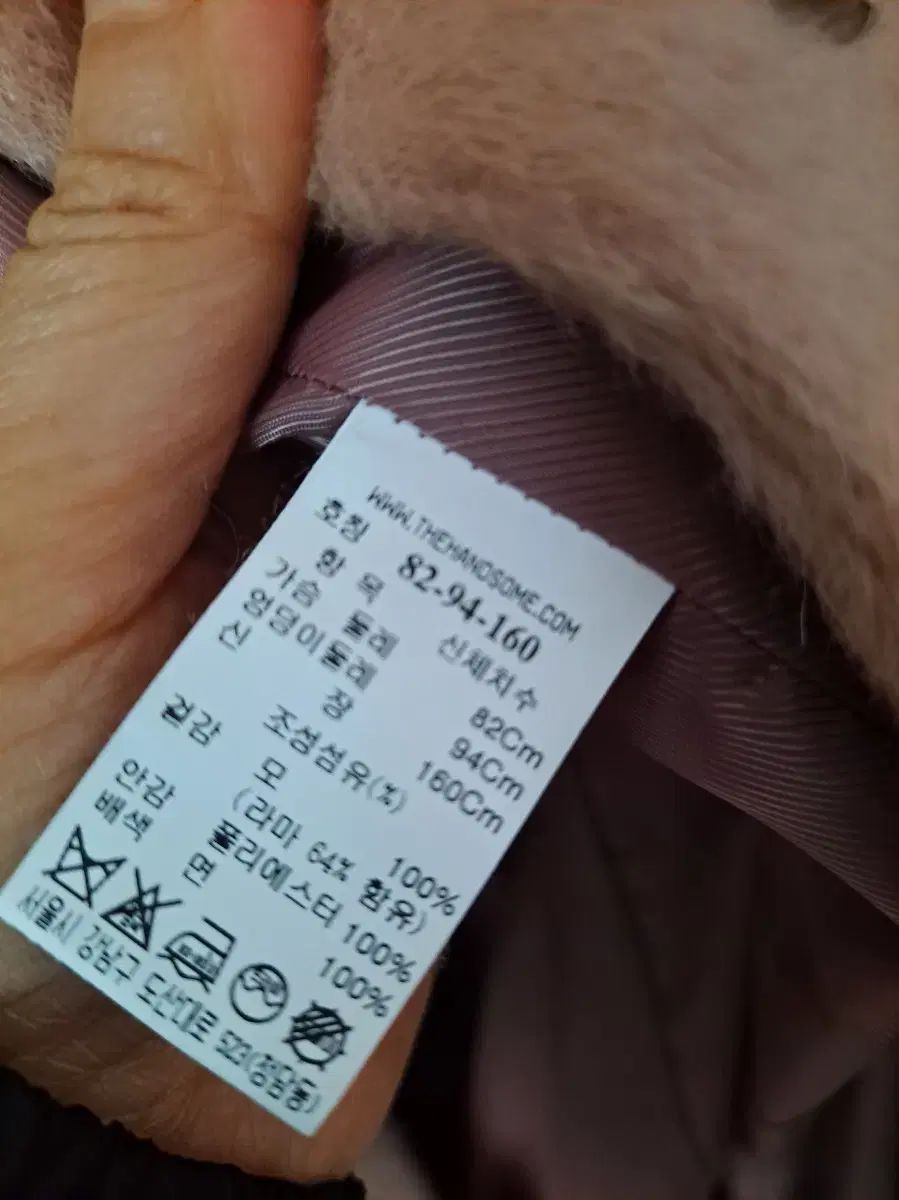 WWW.THEHANDSOME.COM
호칭 82-94-160
항 목 신체치수
가슴 둘레 82Cm
엉덩이둘레 94Cm
신 장 160Cm
조성섬유(%)
겉감 모 100%
(라마 64% 함유)
안감 폴리에스터 100%
배색 면 100%
서울시 강남구 도산대로 523(청담동)